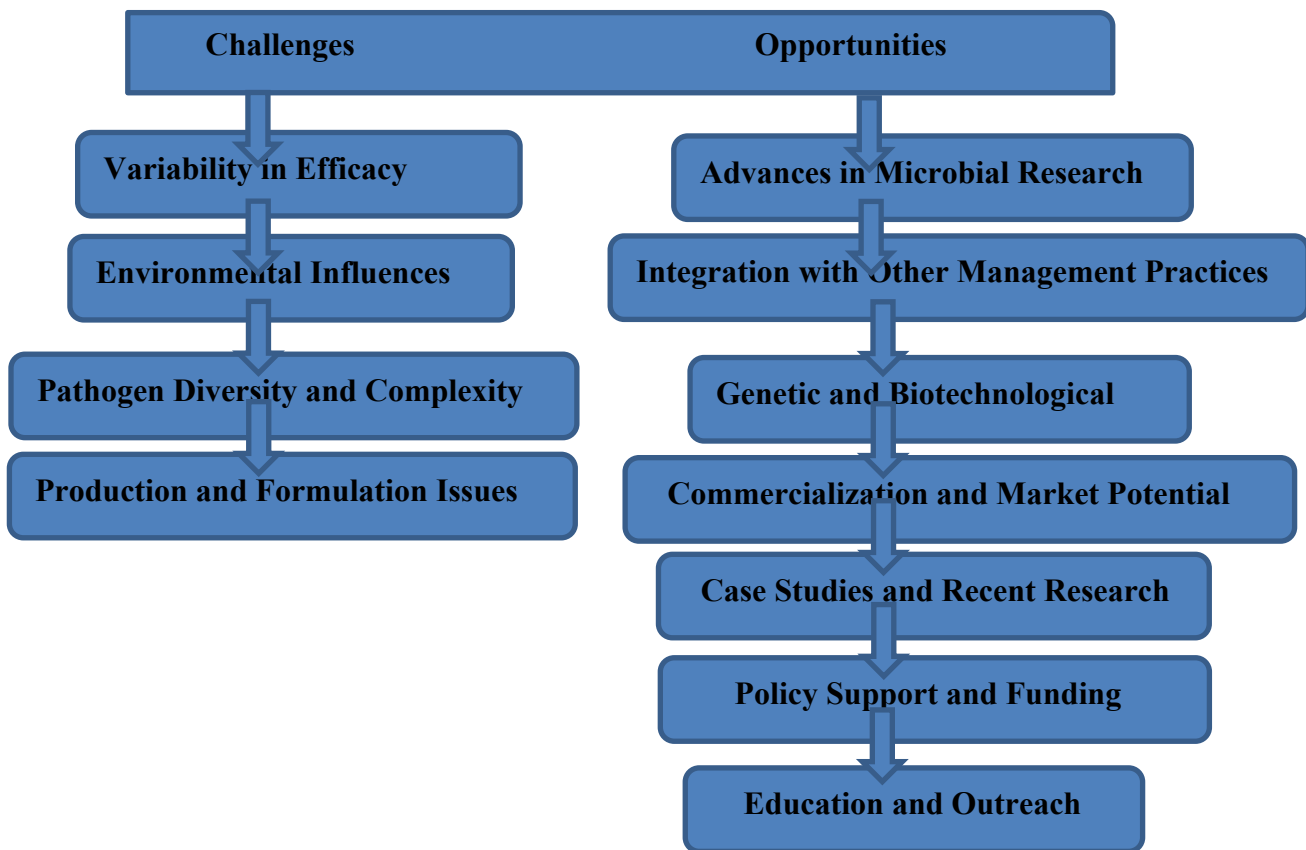 Challenges
Opportunities
Variability in Efficacy
Environmental Influences
Pathogen Diversity and Complexity
Production and Formulation Issues
Advances in Microbial Research
Integration with Other Management Practices
Genetic and Biotechnological
Commercialization and Market Potential
Case Studies and Recent Research
Policy Support and Funding
Education and Outreach